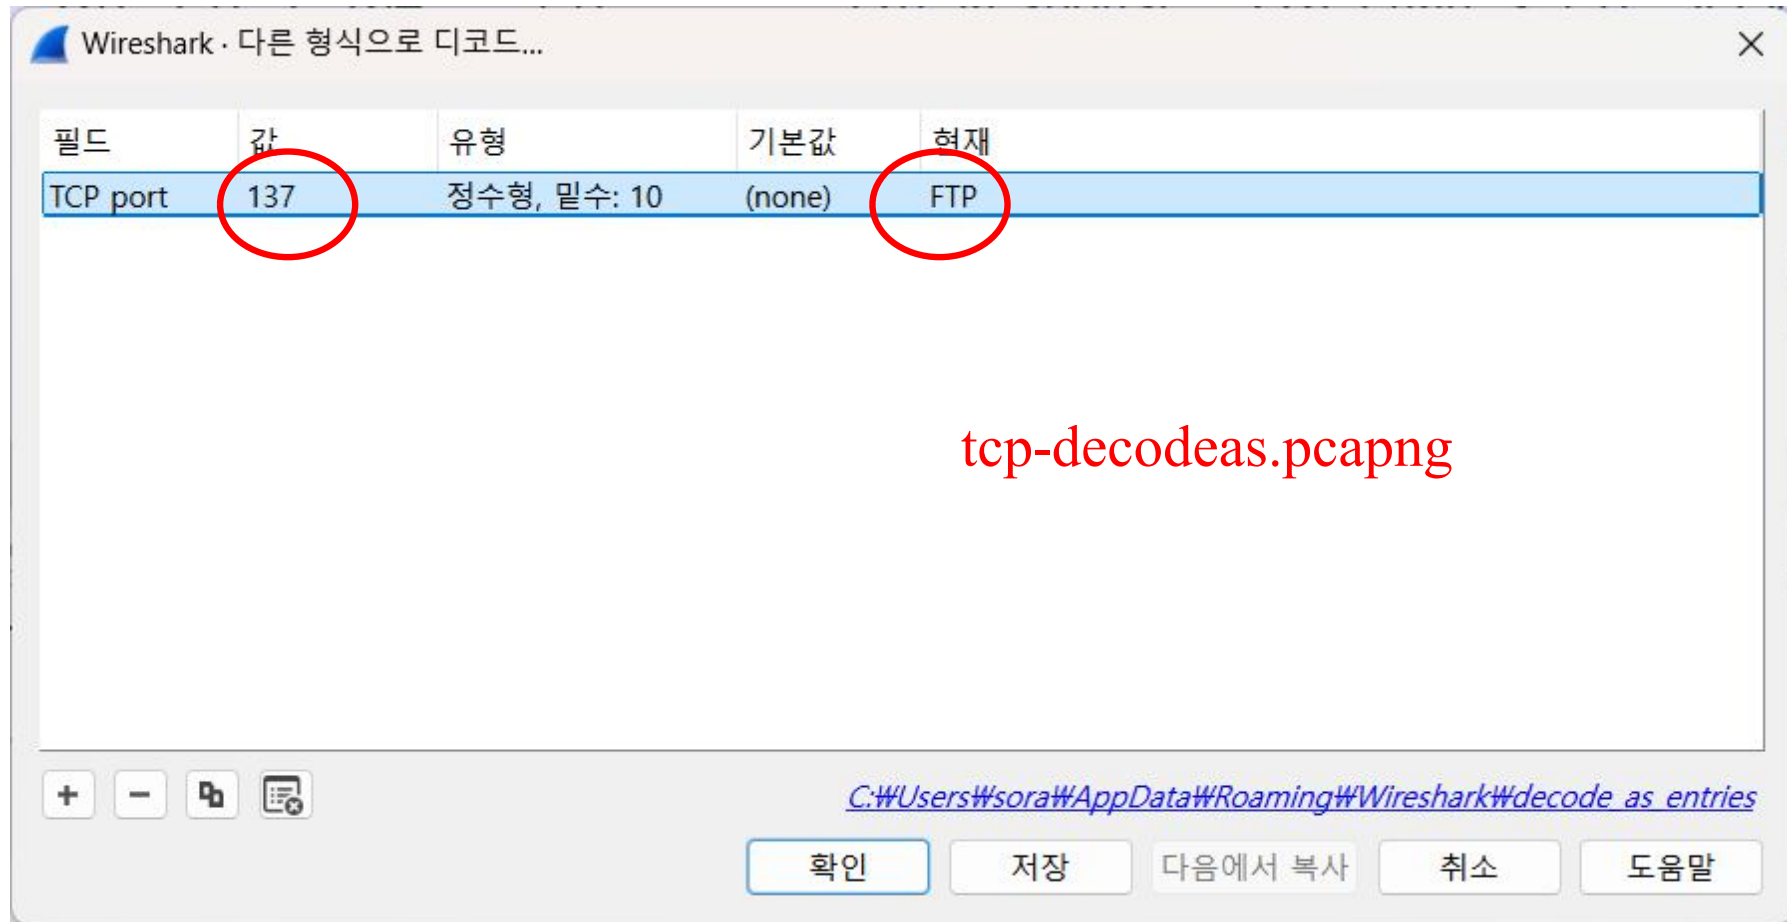 Wireshark · 다른 형식으로 디코드...
필드 값 유형 기본값 현재
TCP port 137 정수형, 밑수: 10 (none) FTP
tcp-decodeas.pcapng
C:₩Users₩sora₩AppData₩Roaming₩Wireshark₩decode_as_entries
확인 저장 다음에서 복사 취소 도움말